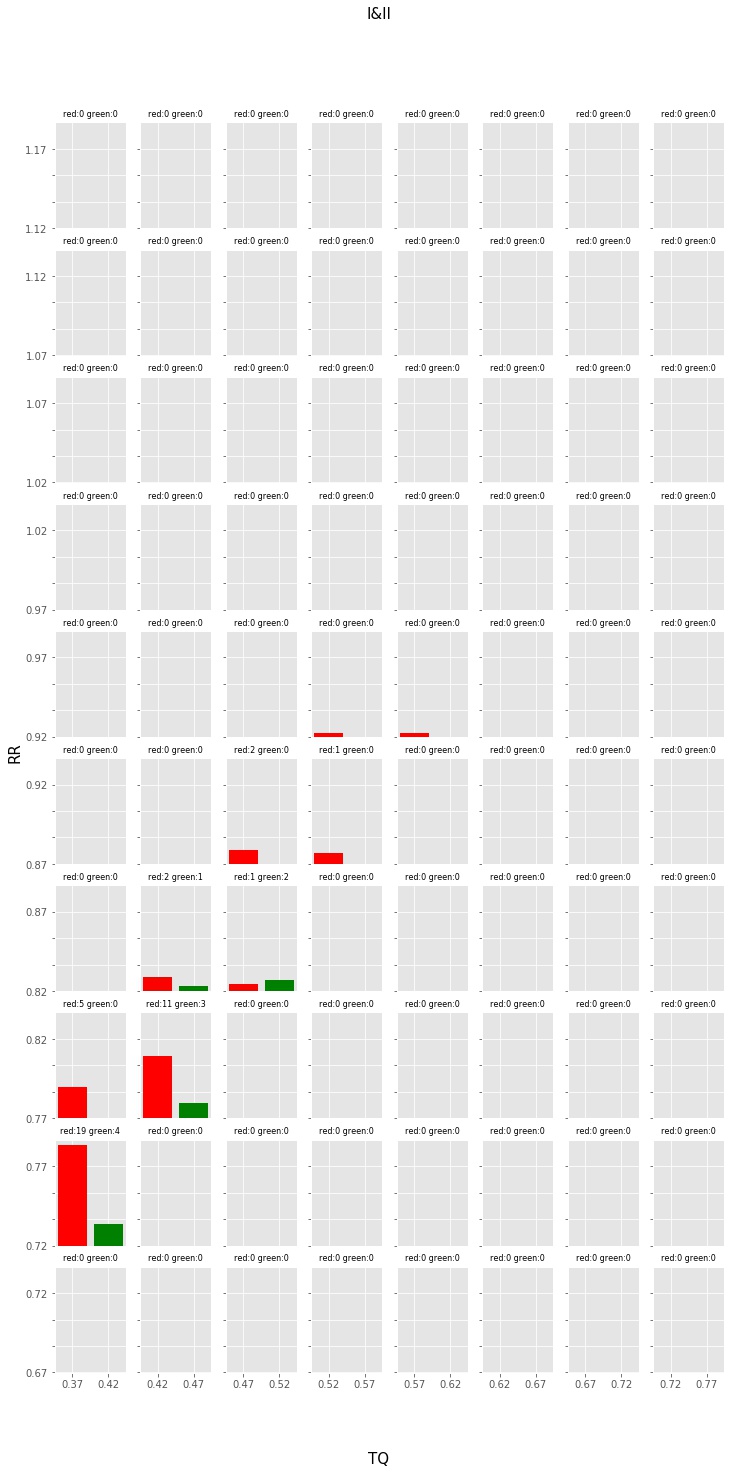 I&II
red:0 green:0 red:0 green:0 red:0 green:0 red:0 green:0 red:0 green:0 red:0 green:0 red:0 green:0 red:0 green:0
1.17
1.12
red:0 green:0 red:0 green:0 red:0 green:0 red:0 green:0 red:0 green:0 red:0 green:0 red:0 green:0 red:0 green:0
1.12
1.07
red:0 green:0 red:0 green:0 red:0 green:0 red:0 green:0 red:0 green:0 red:0 green:0 red:0 green:0 red:0 green:0
1.07
1.02
red:0 green:0 red:0 green:0 red:0 green:0 red:0 green:0 red:0 green:0 red:0 green:0 red:0 green:0 red:0 green:0
1.02
0.97
red:0 green:0 red:0 green:0 red:0 green:0 red:0 green:0 red:0 green:0 red:0 green:0 red:0 green:0 red:0 green:0
0.97
0.92
RR
red:0 green:0 red:0 green:0 red:2 green:0 red:1 green:0 red:0 green:0 red:0 green:0 red:0 green:0 red:0 green:0
0.92
0.87
red:0 green:0 red:2 green:1 red:1 green:2 red:0 green:0 red:0 green:0 red:0 green:0 red:0 green:0 red:0 green:0
0.87
0.82
red:5 green:0 red:11 green:3 red:0 green:0 red:0 green:0 red:0 green:0 red:0 green:0 red:0 green:0 red:0 green:0
0.82
0.77
red:19 green:4 red:0 green:0 red:0 green:0 red:0 green:0 red:0 green:0 red:0 green:0 red:0 green:0 red:0 green:0
0.77
0.72
red:0 green:0 red:0 green:0 red:0 green:0 red:0 green:0 red:0 green:0 red:0 green:0 red:0 green:0 red:0 green:0
0.72
0.67
0.37 0.42 0.42 0.47 0.47 0.52 0.52 0.57 0.57 0.62 0.62 0.67 0.67 0.72 0.72 0.77
TQ